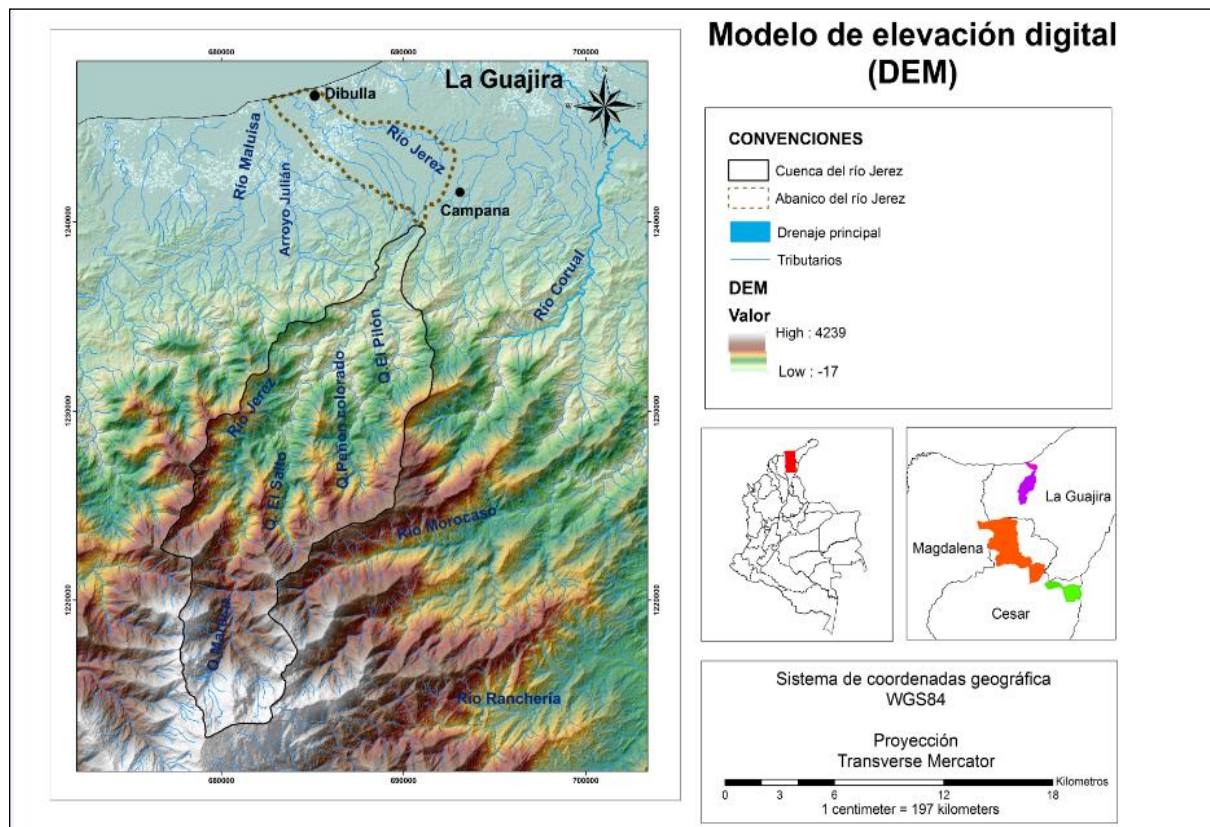 Modelo de elevación digital
(DEM)
CONVENCIONES
Cuenca del río Jerez
Abanico del río Jerez
Drenaje principal
Tributarios
DEM
Valor
High : 4239
Low : -17
680000
690000
700000
La Guajira
N
W
E
S
Dibulla
Río Maluisa
Río Jerez
Arroyo Julián
Campana
1240000
1240000
Río Corual
Q. El Pilón
Q. Penen colorado
Río Jerez
1230000
1230000
Q. El Salto
Río Morocaso
1220000
1220000
Río Ranchería
680000
690000
700000
La Guajira
Magdalena
Cesar
Sistema de coordenadas geográfica
WGS84
Proyección
Transverse Mercator
Kilometros
0 3 6 12 18
1 centimeter = 197 kilometers